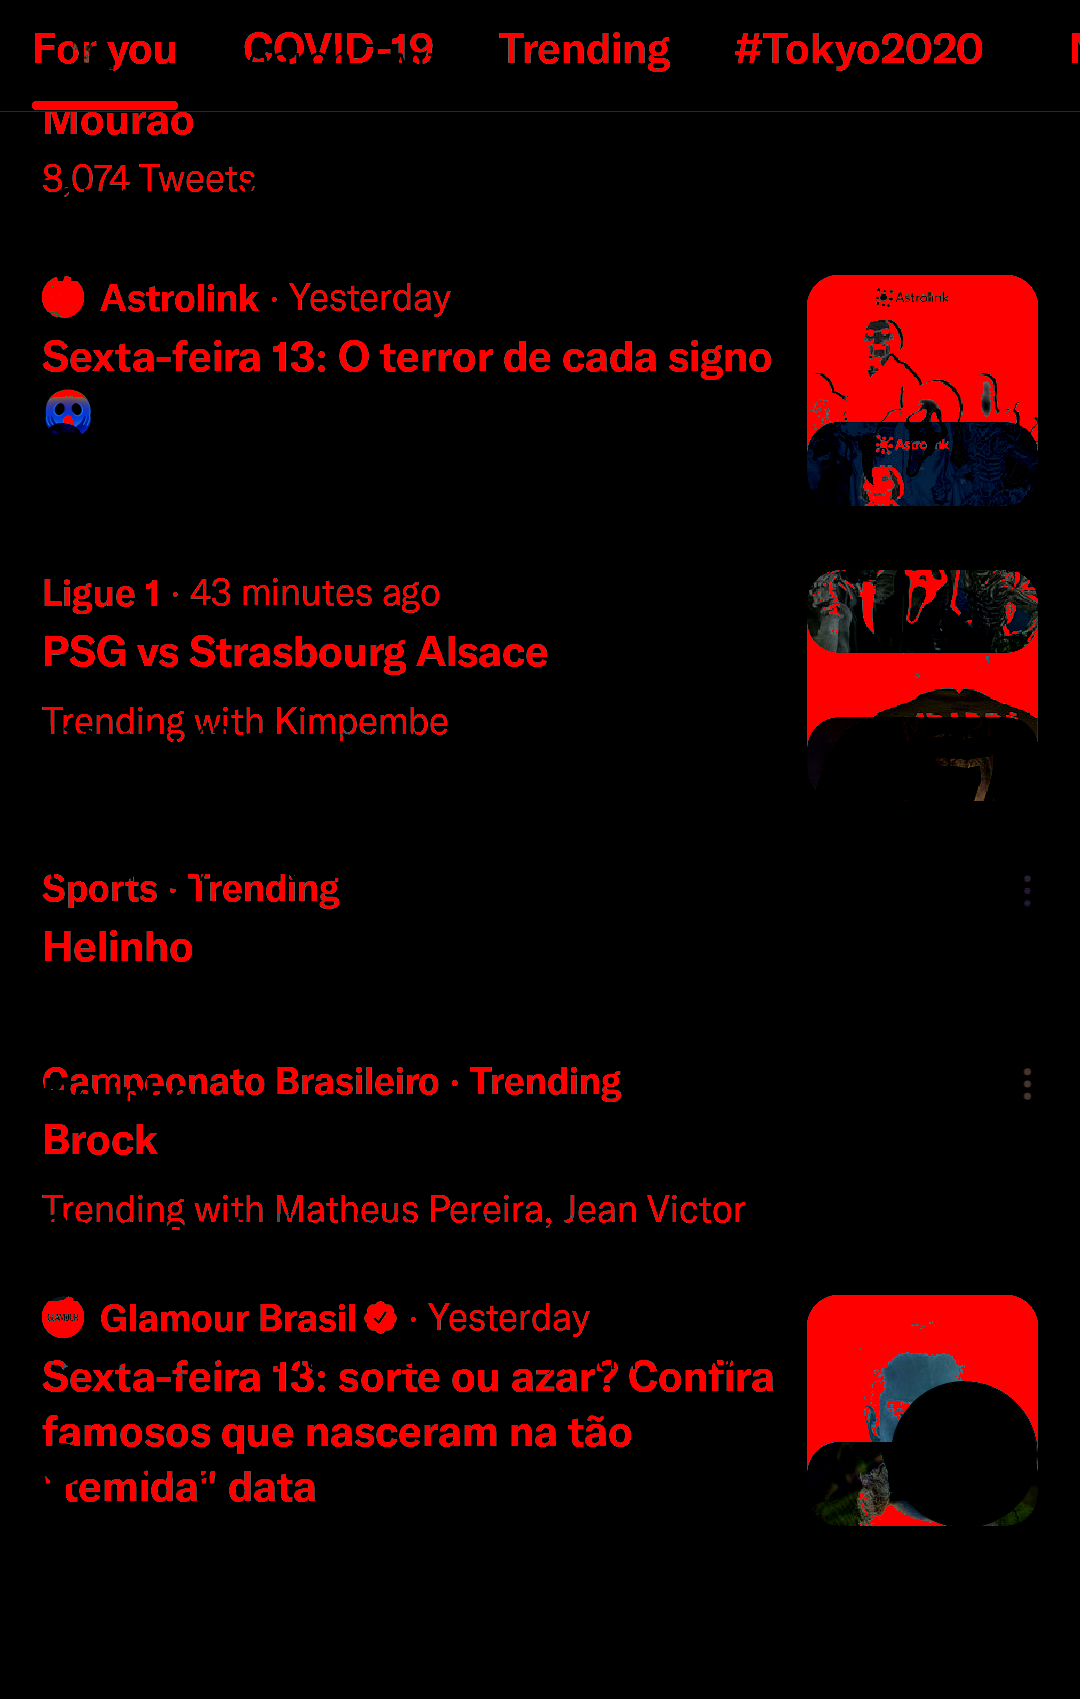 For you COVID-19 Trending #Tokyo2020
Mourão
8,074 Tweets
Astrolink · Yesterday
Sexta-feira 13: O terror de cada signo
😱
Astrolink
Ligue 1 · 43 minutes ago
PSG vs Strasbourg Alsace
Trending with Kimpembe
Sports · Trending
Helinho
Campeonato Brasileiro · Trending
Brock
Trending with Matheus Pereira, Jean Victor
GLAMOUR
Glamour Brasil · Yesterday
Sexta-feira 13: sorte ou azar? Confira
famosos que nasceram na tão
"temida" data